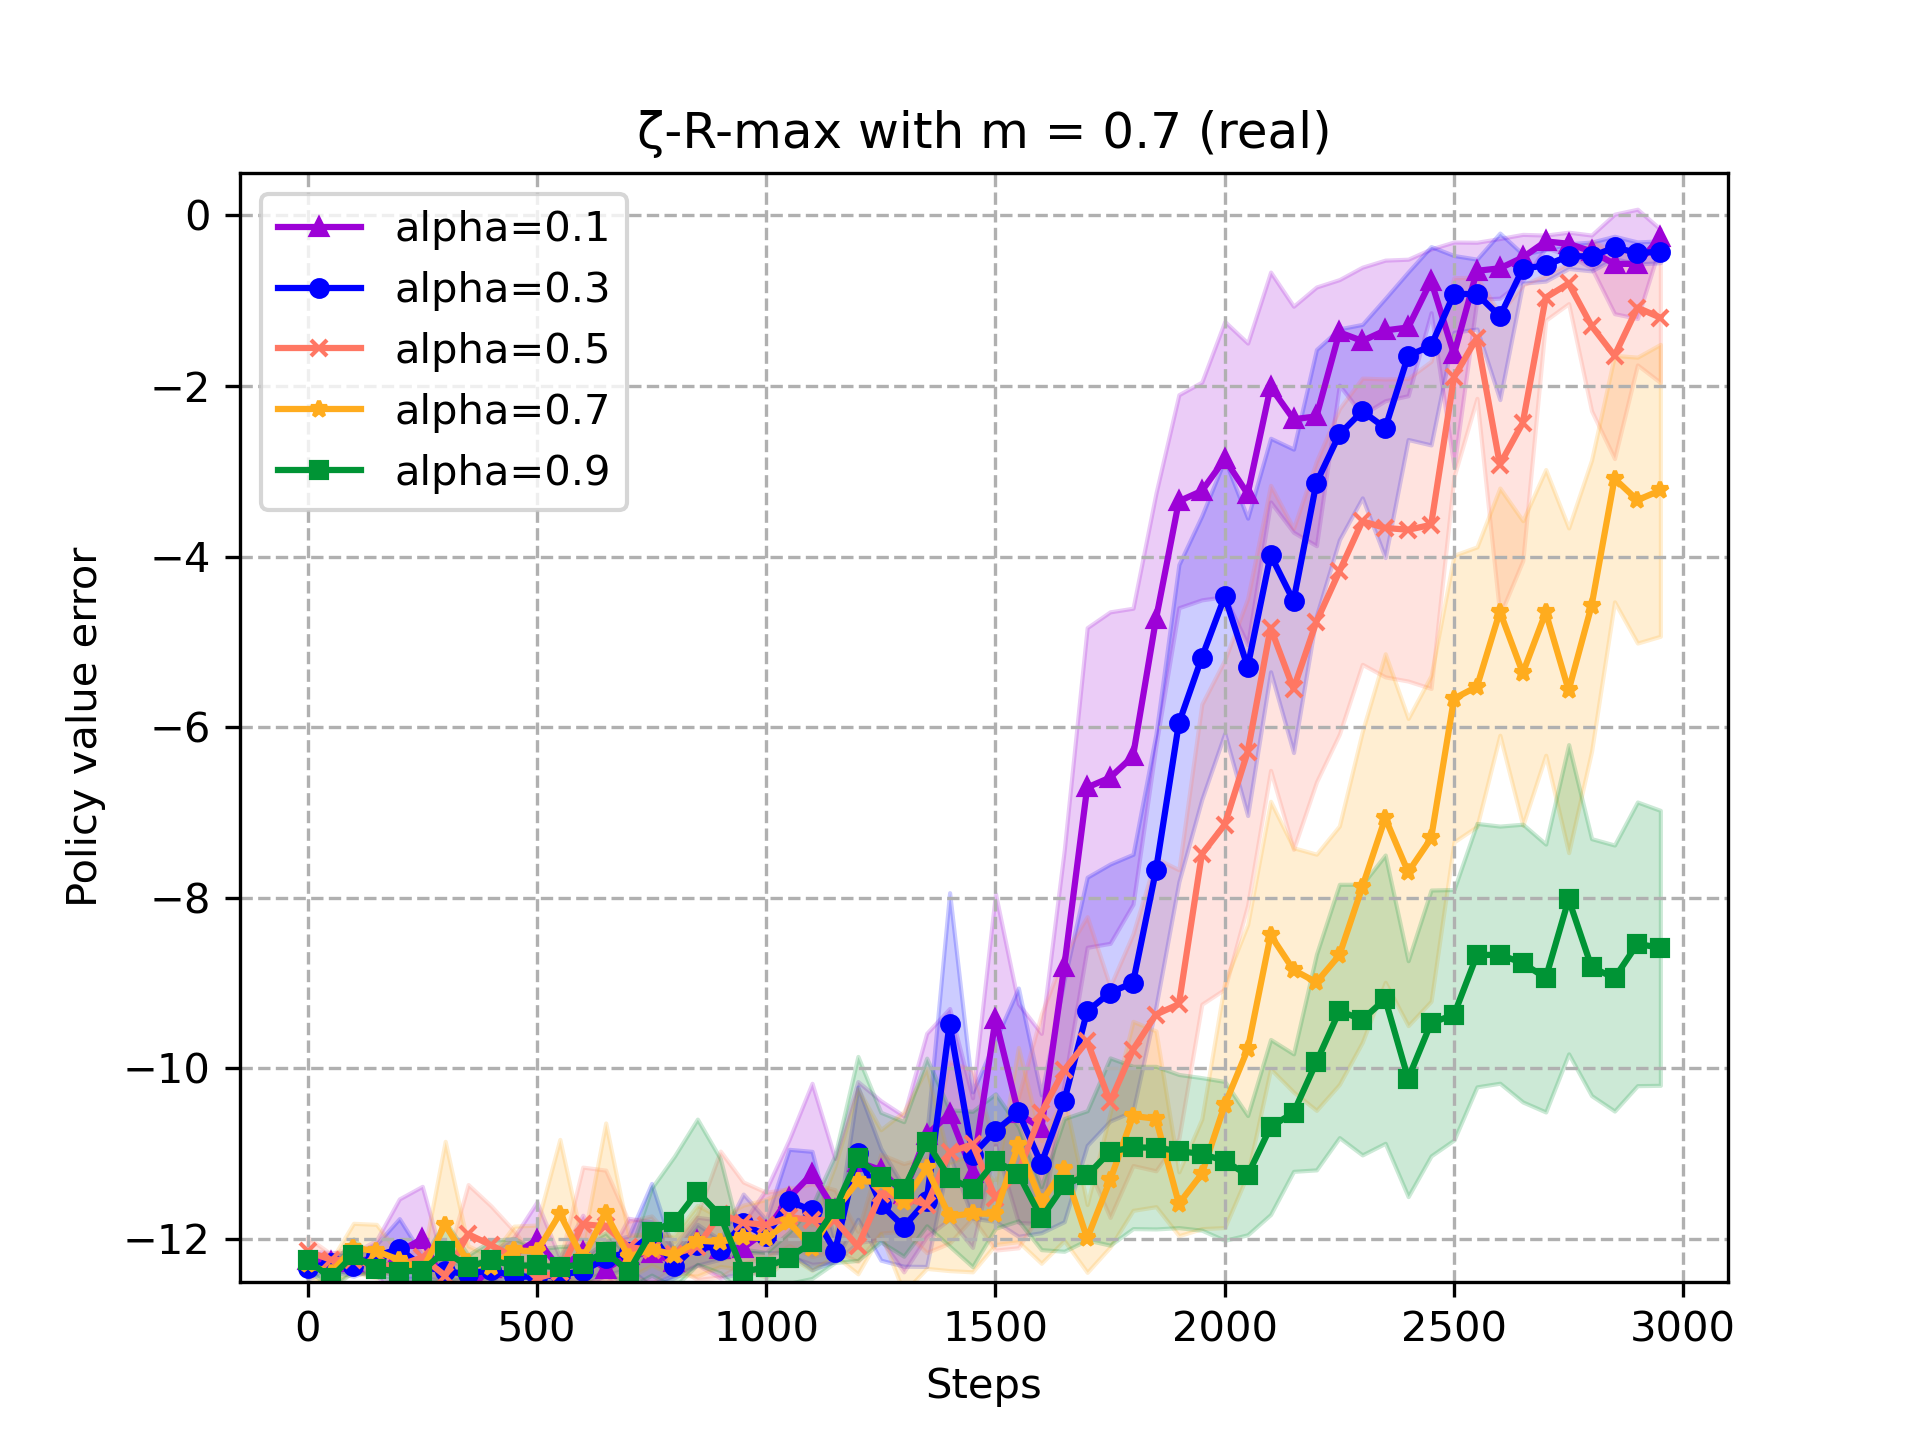 ζ-R-max with m = 0.7 (real)
alpha=0.1
alpha=0.3
alpha=0.5
alpha=0.7
alpha=0.9
Policy value error
0
−2
−4
−6
−8
−10
−12
0 500 1000 1500 2000 2500 3000
Steps